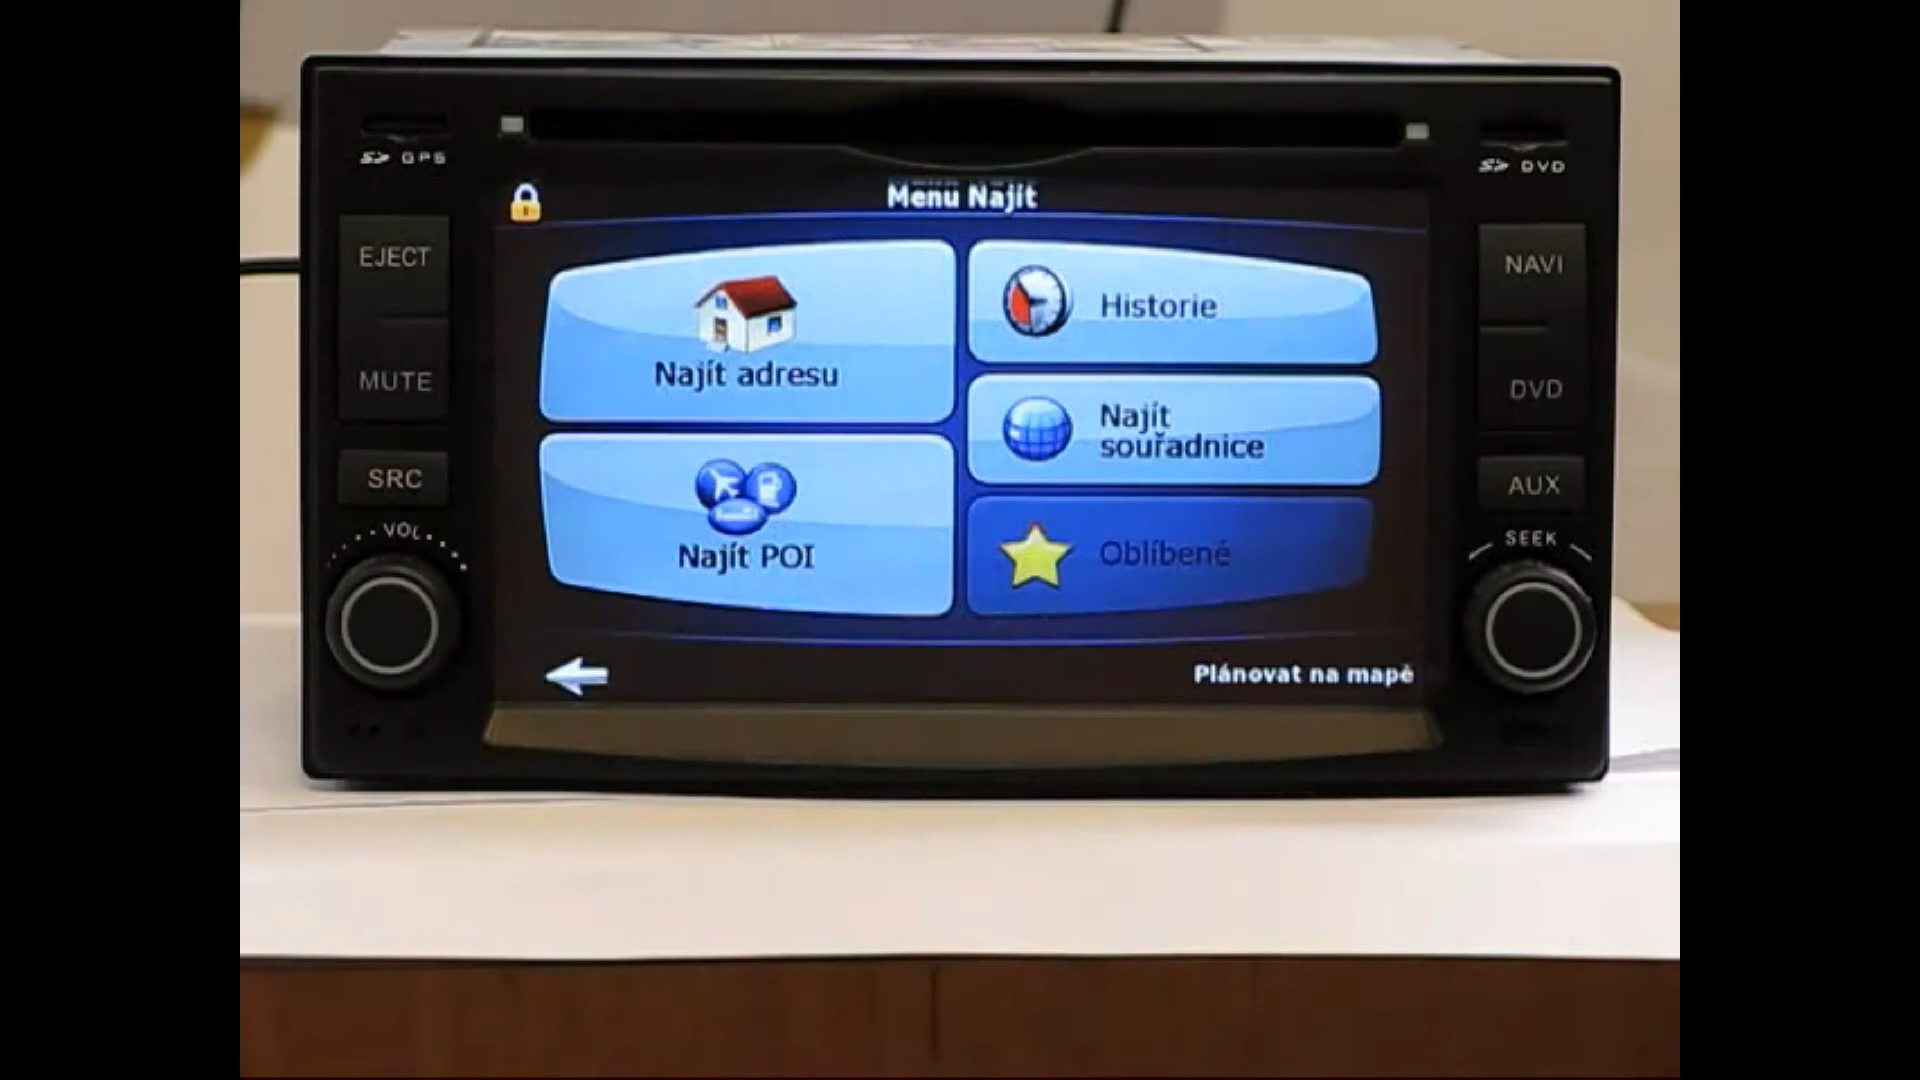 GPS
DVD
Menu Najít
EJECT
MUTE
SRC
VOL
Najít adresu
Najít POI
Historie
Najít
souřadnice
Oblíbené
Plánovat na mapě
NAVI
DVD
AUX
SEEK